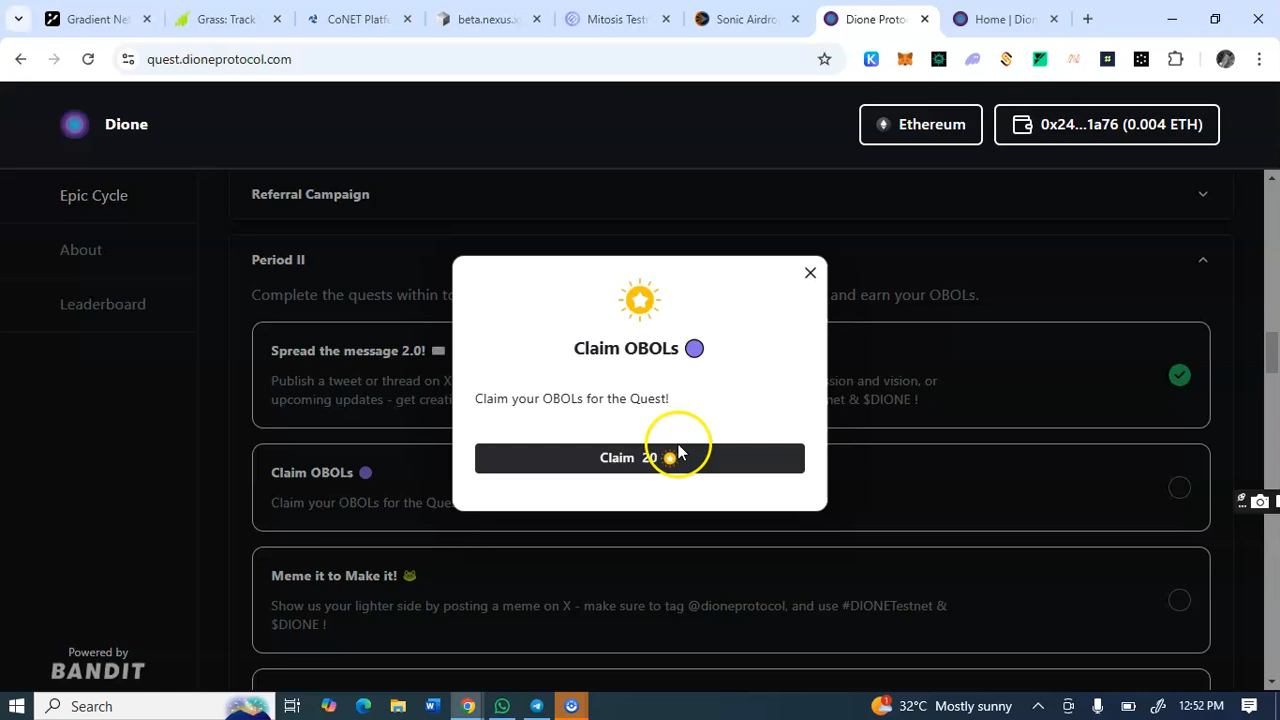 Gradient Ne
Grass: Track
CoNET Platf
beta.nexus.x
Mitosis Test
Sonic Airdro
Dione Proto
Home | Dion
quest.dioneprotocol.com
Dione
Ethereum
0x24...1a76 (0.004 ETH)
Epic Cycle
About
Leaderboard
Referral Campaign
Period II
Complete the quests within to
and earn your OBOLs.
Spread the message 2.0!
Publish a tweet or thread on X
ssion and vision, or
upcoming updates - get creati
net & $DIONE !
Claim OBOLs
Claim your OBOLs for the Que
Claim OBOLs
Claim your OBOLs for the Quest!
Claim 20
Meme it to Make it!
Show us your lighter side by posting a meme on X - make sure to tag @dioneprotocol, and use #DIONETestnet &
$DIONE !
Powered by
BANDIT
Search
32°C Mostly sunny
12:52 PM